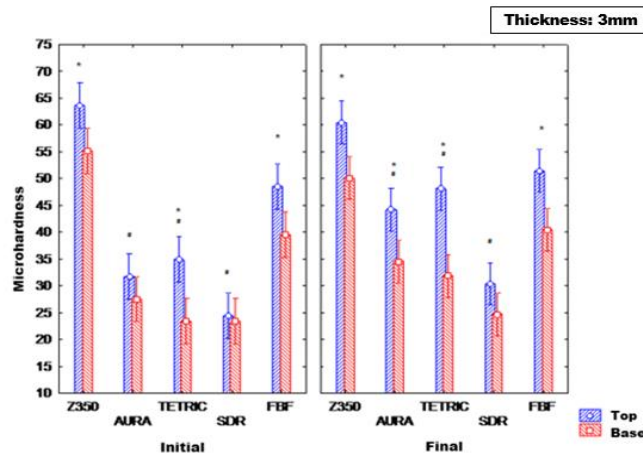 Thickness: 3mm
75
70
65
60
55
50
45
40
35
30
25
20
15
10
Microhardness
*
#
*
#
#
*
*
*
#
*
#
#
*
Z350
AURA
TETRIC
SDR
FBF
Z350
AURA
TETRIC
SDR
FBF
Initial
Final
Top
Base